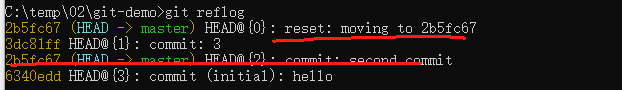 C:\temp\02\git-demo>git reflog
2b5fc67 (HEAD -> master) HEAD@{0}: reset: moving to 2b5fc67
3dc81ff HEAD@{1}: commit: 3
2b5fc67 (HEAD -> master) HEAD@{2}: commit: second commit
6340edd HEAD@{3}: commit (initial): hello